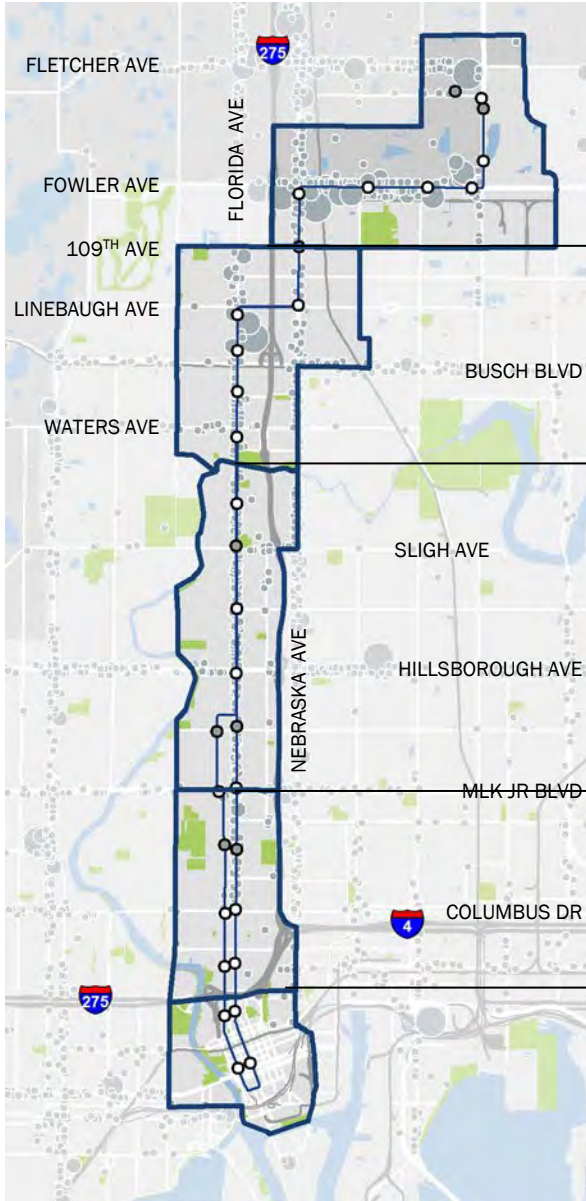 275
FLETCHER AVE
FLORIDA AVE
FOWLER AVE
109TH AVE
LINEBAUGH AVE
BUSCH BLVD
WATERS AVE
SLIGH AVE
NEBRASKA AVE
HILLSBOROUGH AVE
MLK JR BLVD
COLUMBUS DR
4
275